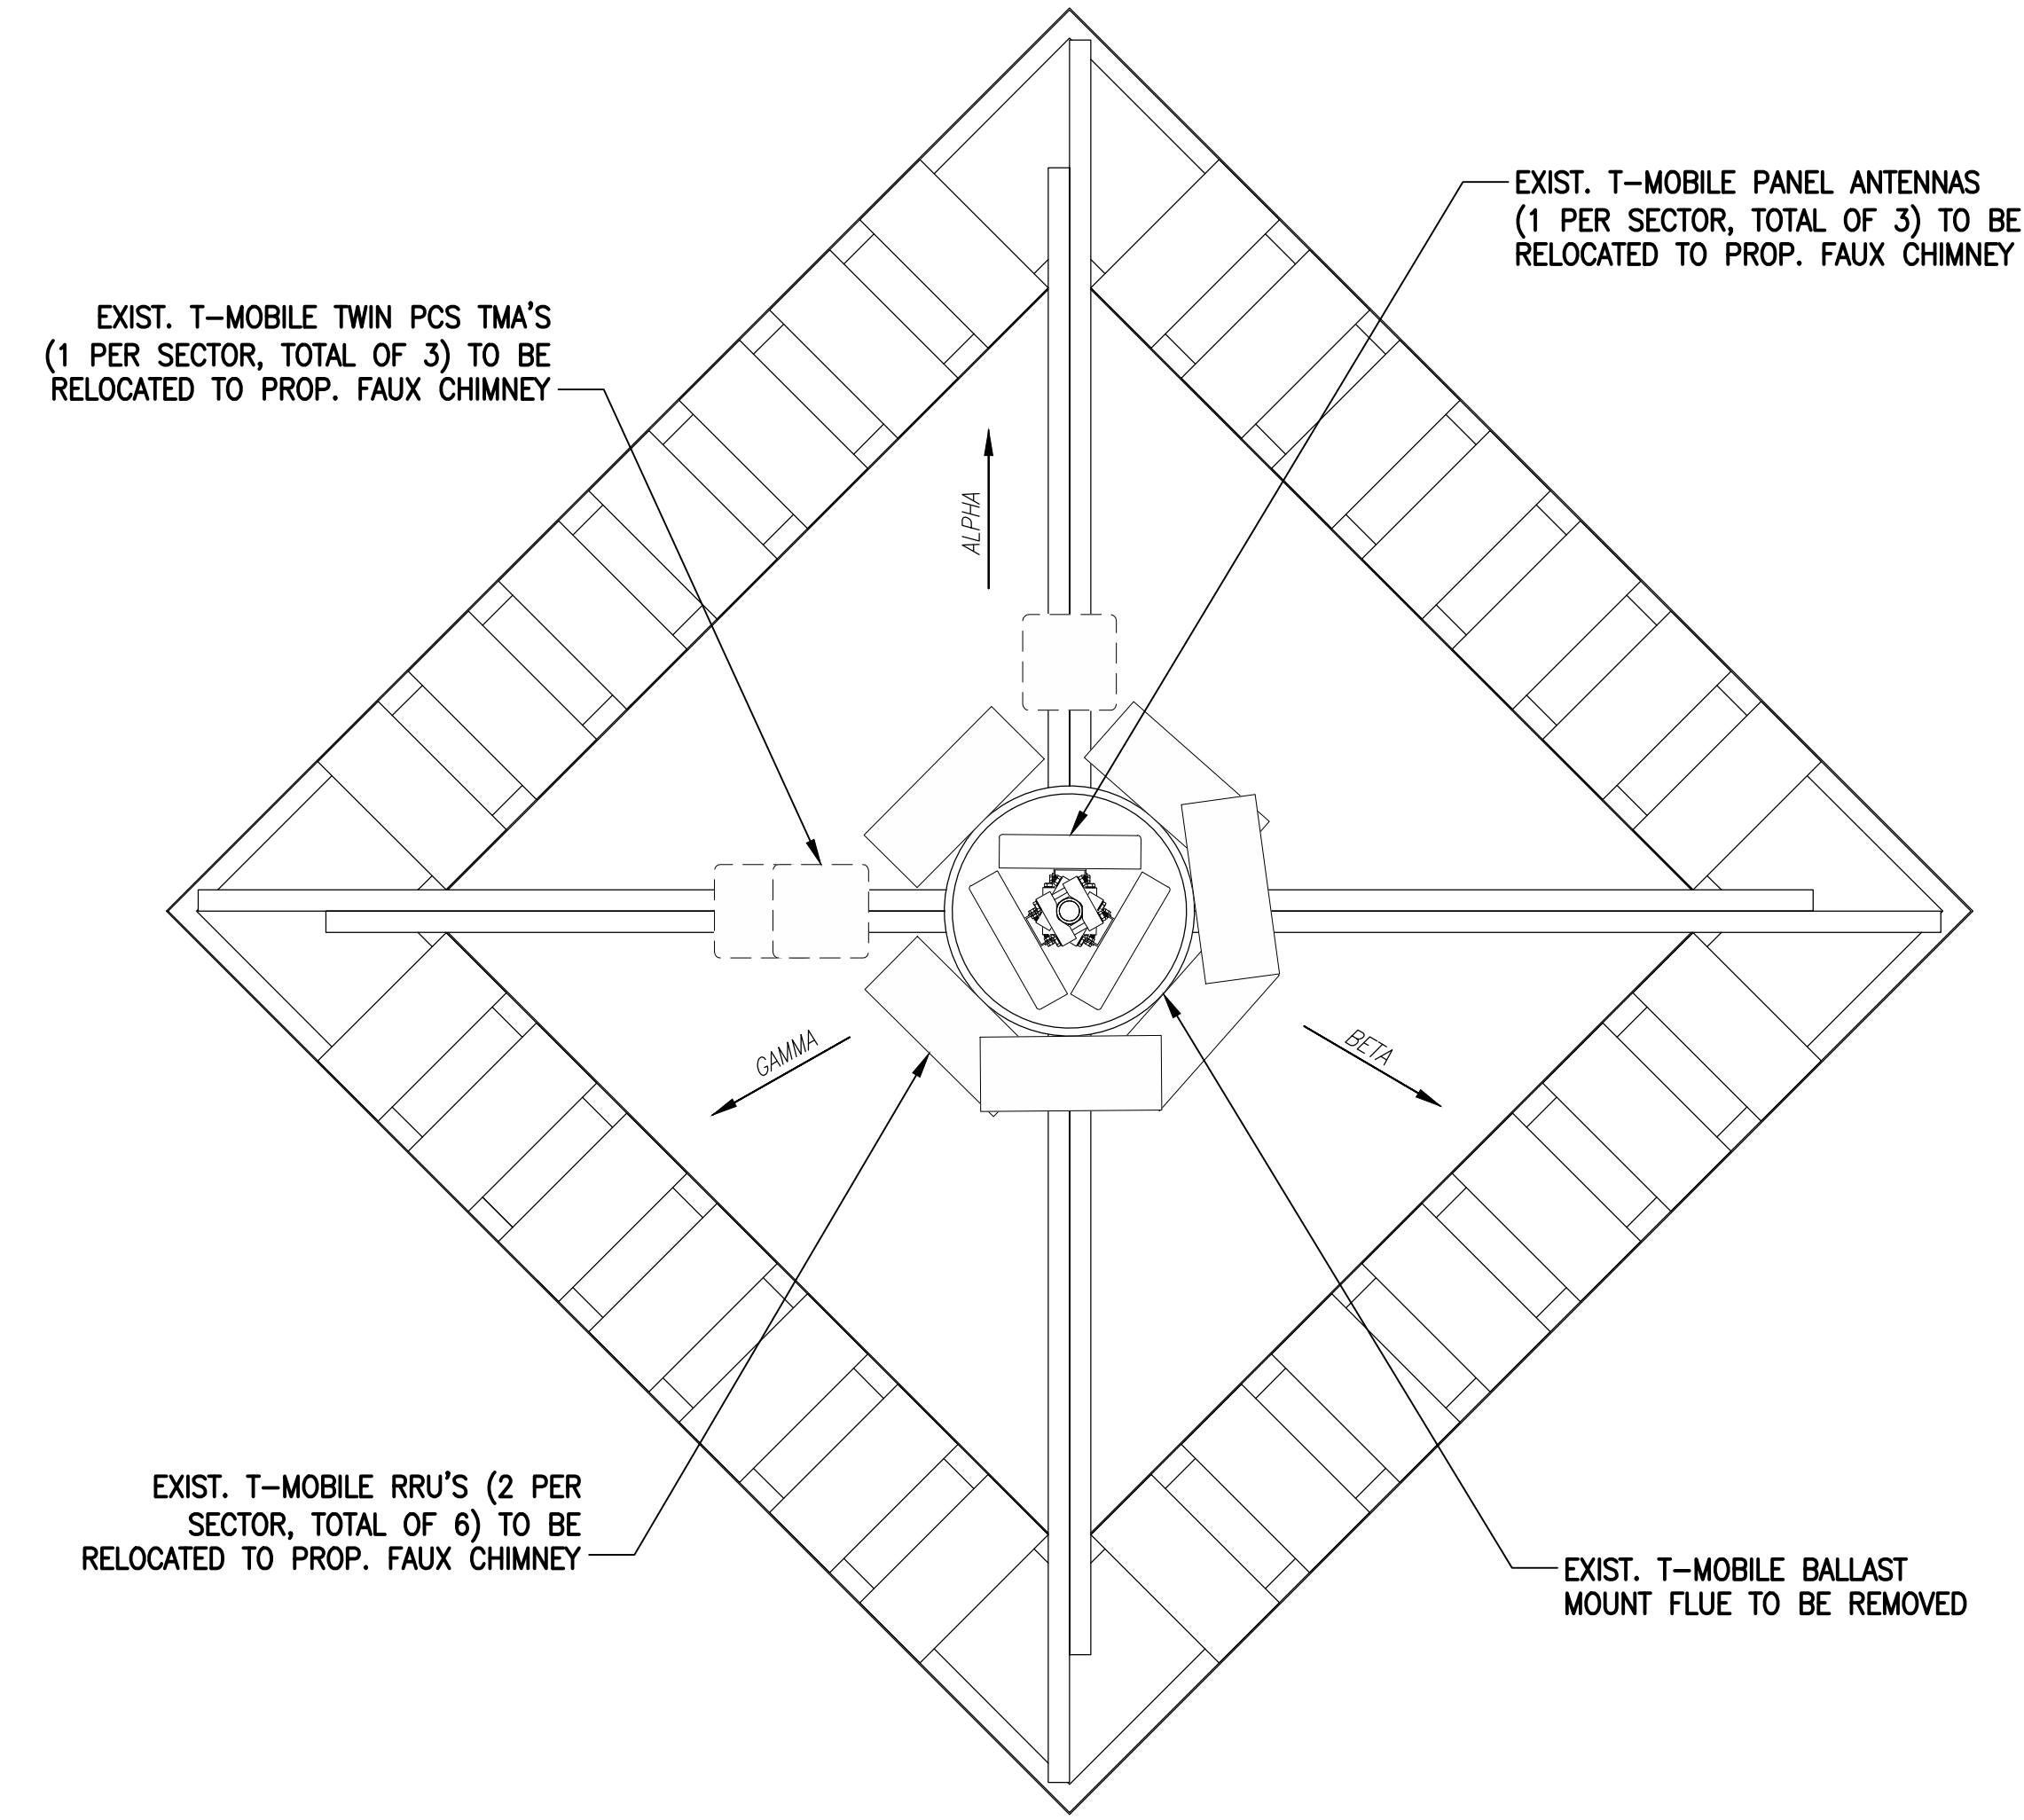 EXIST. T-MOBILE PANEL ANTENNAS
(1 PER SECTOR, TOTAL OF 3) TO BE
RELOCATED TO PROP. FAUX CHIMNEY
EXIST. T-MOBILE TWIN PCS TMA'S
(1 PER SECTOR, TOTAL OF 3) TO BE
RELOCATED TO PROP. FAUX CHIMNEY
ALPHA
GAMMA
BETA
EXIST. T-MOBILE RRU'S (2 PER
SECTOR, TOTAL OF 6) TO BE
RELOCATED TO PROP. FAUX CHIMNEY
EXIST. T-MOBILE BALLAST
MOUNT FLUE TO BE REMOVED